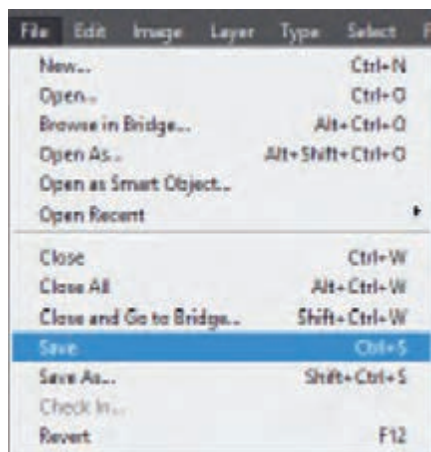 File Edit Image Layer Type Select F
New... Ctrl+N
Open... Ctrl+O
Browse in Bridge... Alt+Ctrl+O
Open As... Alt+Shift+Ctrl+O
Open as Smart Object...
Open Recent
Close Ctrl+W
Close All Alt+Ctrl+W
Close and Go to Bridge... Shift+Ctrl+W
Save Ctrl+S
Save As... Shift+Ctrl+S
Check In...
Revert F12